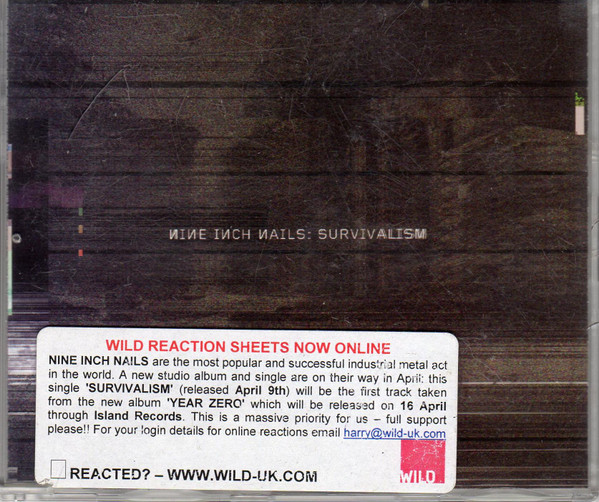 NINE INCH NAILS: SURVIVALISM
WILD REACTION SHEETS NOW ONLINE
NINE INCH NAILS are the most popular and successful industrial metal act
in the world. A new studio album and single are on their way in April: this
single 'SURVIVALISM' (released April 9th) will be the first track taken
from the new album 'YEAR ZERO' which will be released on 16 April
through Island Records. This is a massive priority for us – full support
please!! For your login details for online reactions email harry@wild-uk.com
REACTED? – WWW.WILD-UK.COM
WILD